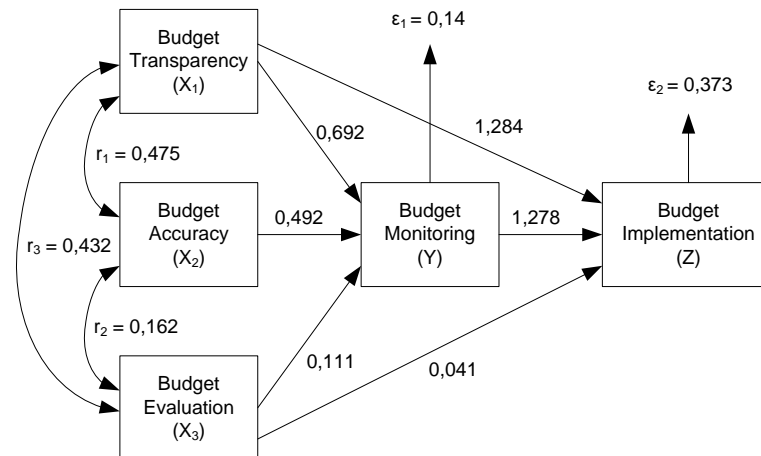 Budget
Transparency
(X₁)
ε₁ = 0,14
ε₂ = 0,373
1,284
0,692
r₁ = 0,475
Budget
Accuracy
(X₂)
0,492
Budget
Monitoring
(Y)
1,278
Budget
Implementation
(Z)
r₃ = 0,432
r₂ = 0,162
0,111
0,041
Budget
Evaluation
(X₃)